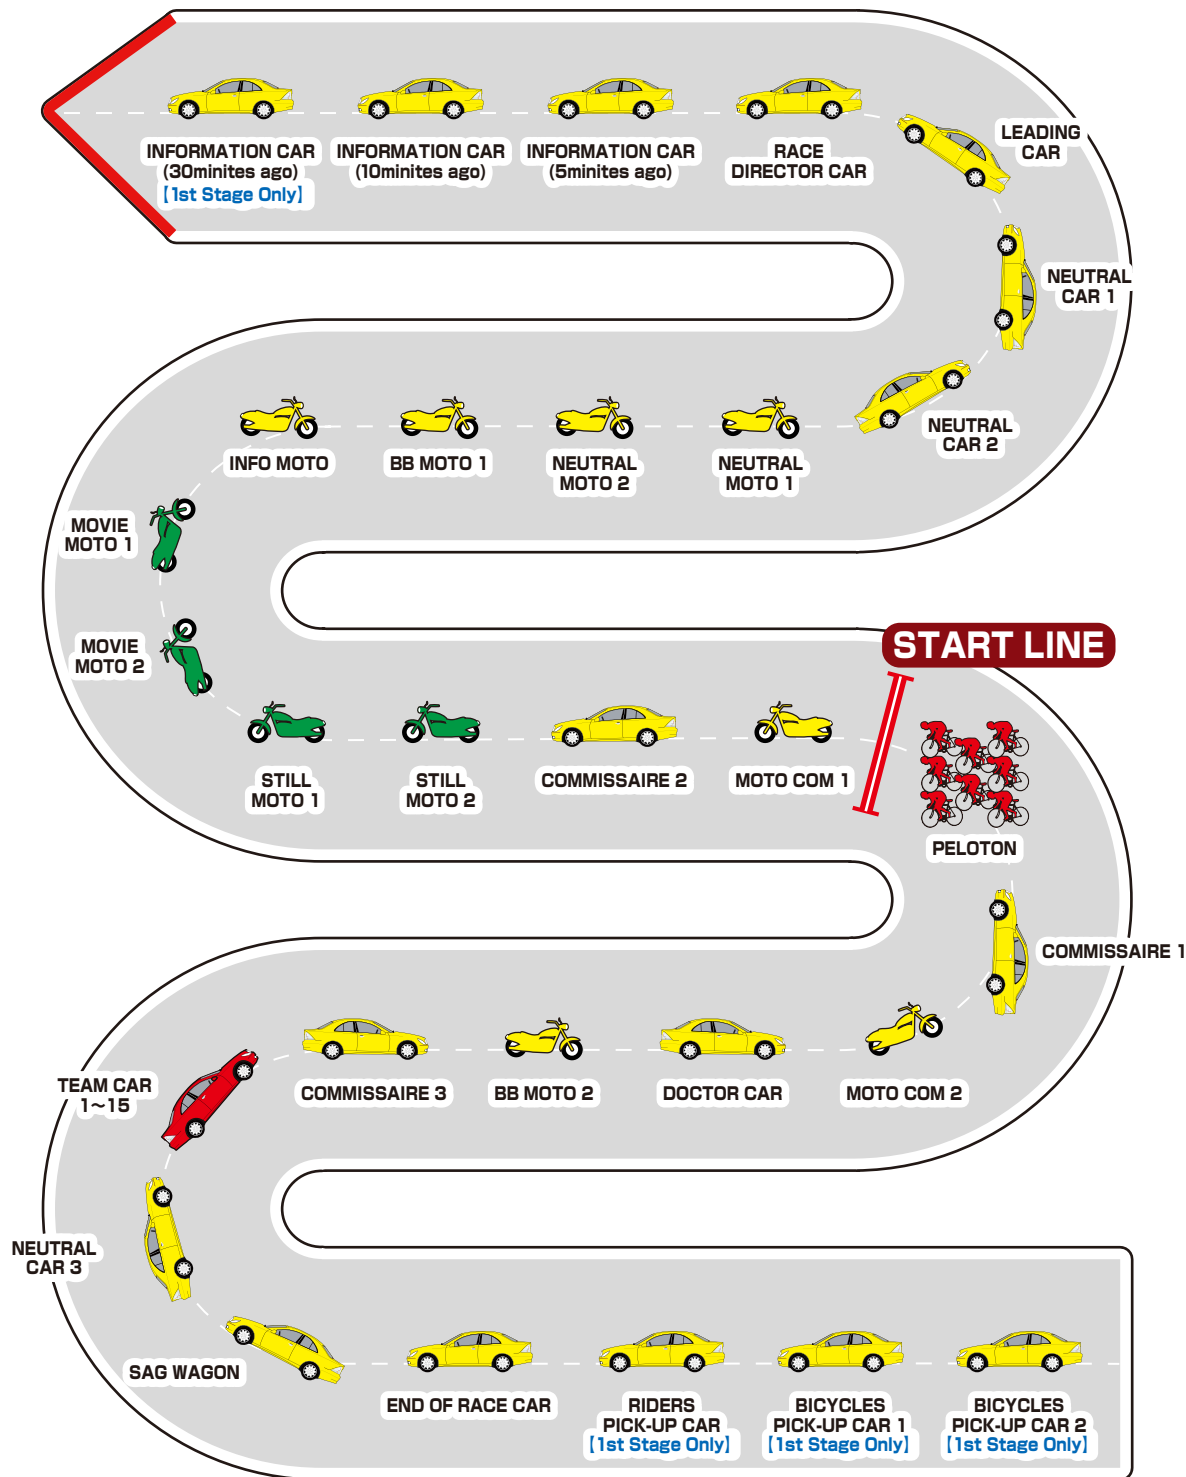 INFORMATION CAR
(30minites ago)
【1st Stage Only】
INFORMATION CAR
(10minites ago)
INFORMATION CAR
(5minites ago)
RACE
DIRECTOR CAR
LEADING
CAR
NEUTRAL
CAR 1
NEUTRAL
CAR 2
NEUTRAL
MOTO 1
NEUTRAL
MOTO 2
BB MOTO 1
INFO MOTO
MOVIE
MOTO 1
MOVIE
MOTO 2
STILL
MOTO 1
STILL
MOTO 2
COMMISSAIRE 2
MOTO COM 1
START LINE
PELOTON
COMMISSAIRE 1
MOTO COM 2
DOCTOR CAR
BB MOTO 2
COMMISSAIRE 3
TEAM CAR
1～15
NEUTRAL
CAR 3
SAG WAGON
END OF RACE CAR
RIDERS
PICK-UP CAR
【1st Stage Only】
BICYCLES
PICK-UP CAR 1
【1st Stage Only】
BICYCLES
PICK-UP CAR 2
【1st Stage Only】